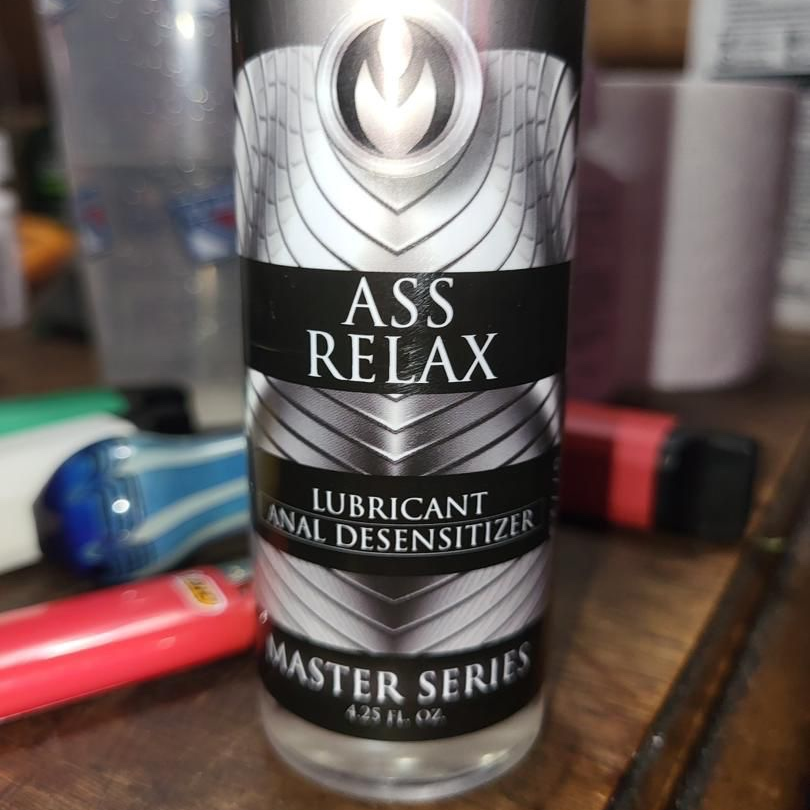 ASS
RELAX
LUBRICANT
ANAL DESENSITIZER
MASTER SERIES
4.25 FL. OZ.